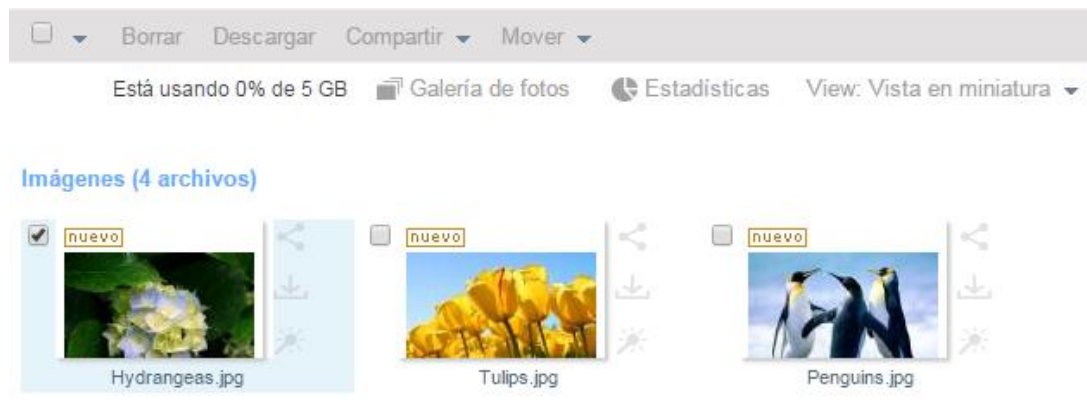 Borrar Descargar Compartir Mover
Está usando 0% de 5 GB Galería de fotos Estadísticas View: Vista en miniatura
Imágenes (4 archivos)
nuevo nuevo nuevo
Hydrangeas.jpg Tulips.jpg Penguins.jpg